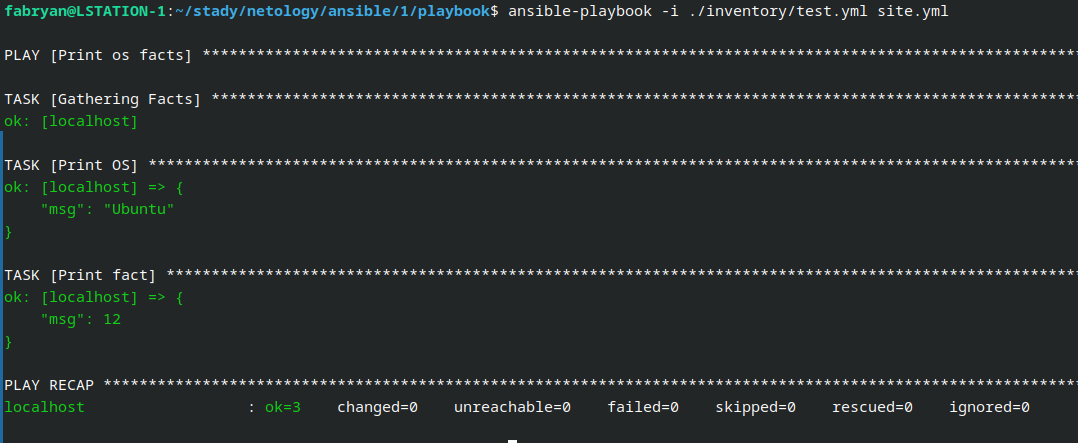 fabryan@LSTATION-1:~/stady/netology/ansible/1/playbook$ ansible-playbook -i ./inventory/test.yml site.yml
PLAY [Print os facts] *************************************************************************************************
TASK [Gathering Facts] ************************************************************************************************
ok: [localhost]
TASK [Print OS] *******************************************************************************************************
ok: [localhost] => {
    "msg": "Ubuntu"
}
TASK [Print fact] *****************************************************************************************************
ok: [localhost] => {
    "msg": 12
}
PLAY RECAP ************************************************************************************************************
localhost                  : ok=3    changed=0    unreachable=0    failed=0    skipped=0    rescued=0    ignored=0